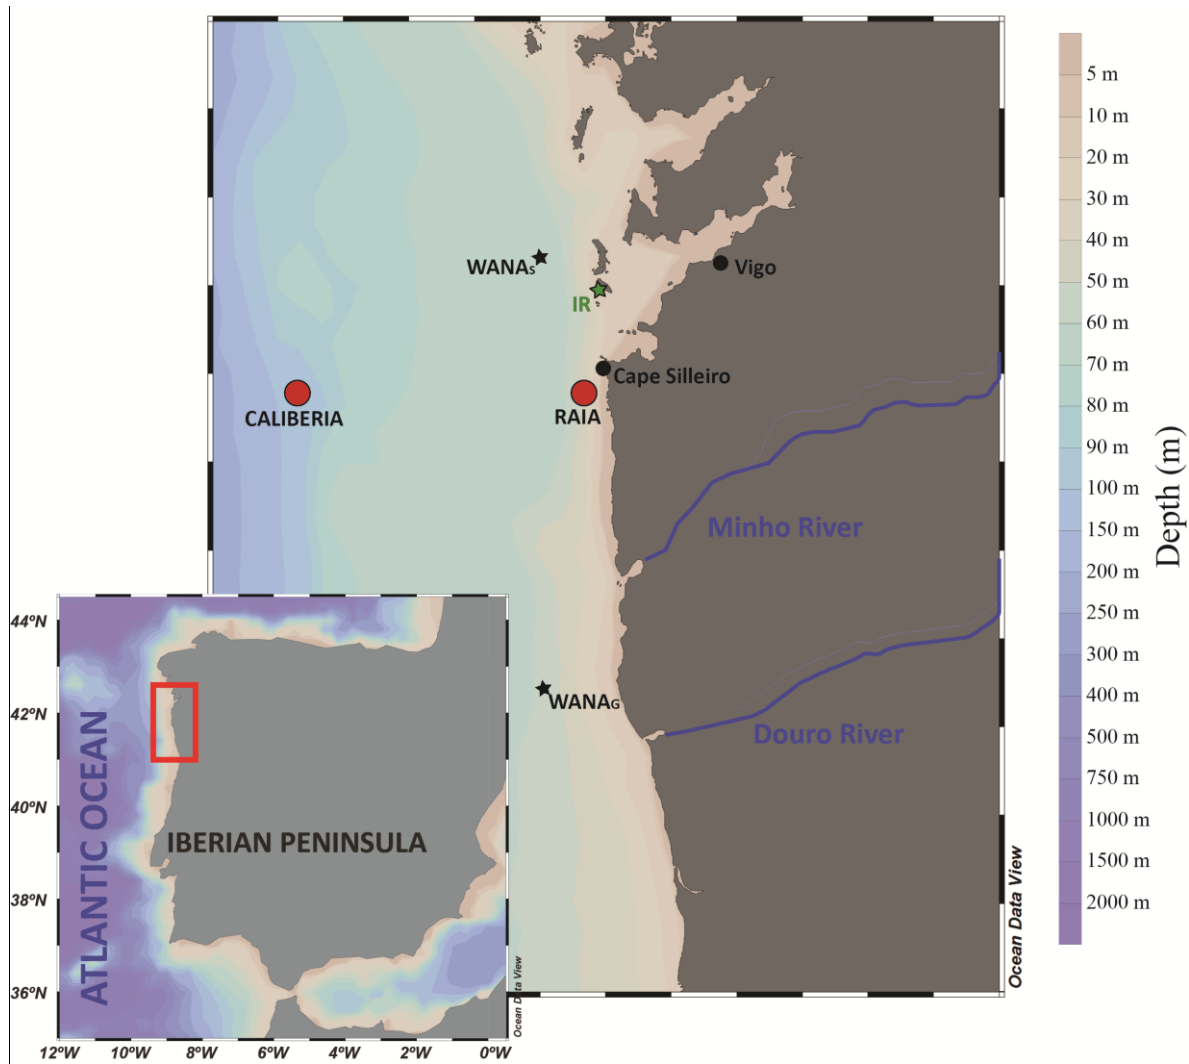 5 m
10 m
20 m
30 m
40 m
50 m
60 m
70 m
80 m
90 m
100 m
150 m
200 m
250 m
300 m
400 m
500 m
750 m
1000 m
1500 m
2000 m
Depth (m)
WANAS
Vigo
IR
Cape Silleiro
CALIBERIA
RAIA
Minho River
WANAG
Douro River
Ocean Data View
44ºN
42ºN
40ºN
38ºN
36ºN
ATLANTIC OCEAN
IBERIAN PENINSULA
Ocean Data View
12ºW
10ºW
8ºW
6ºW
4ºW
2ºW
0ºW